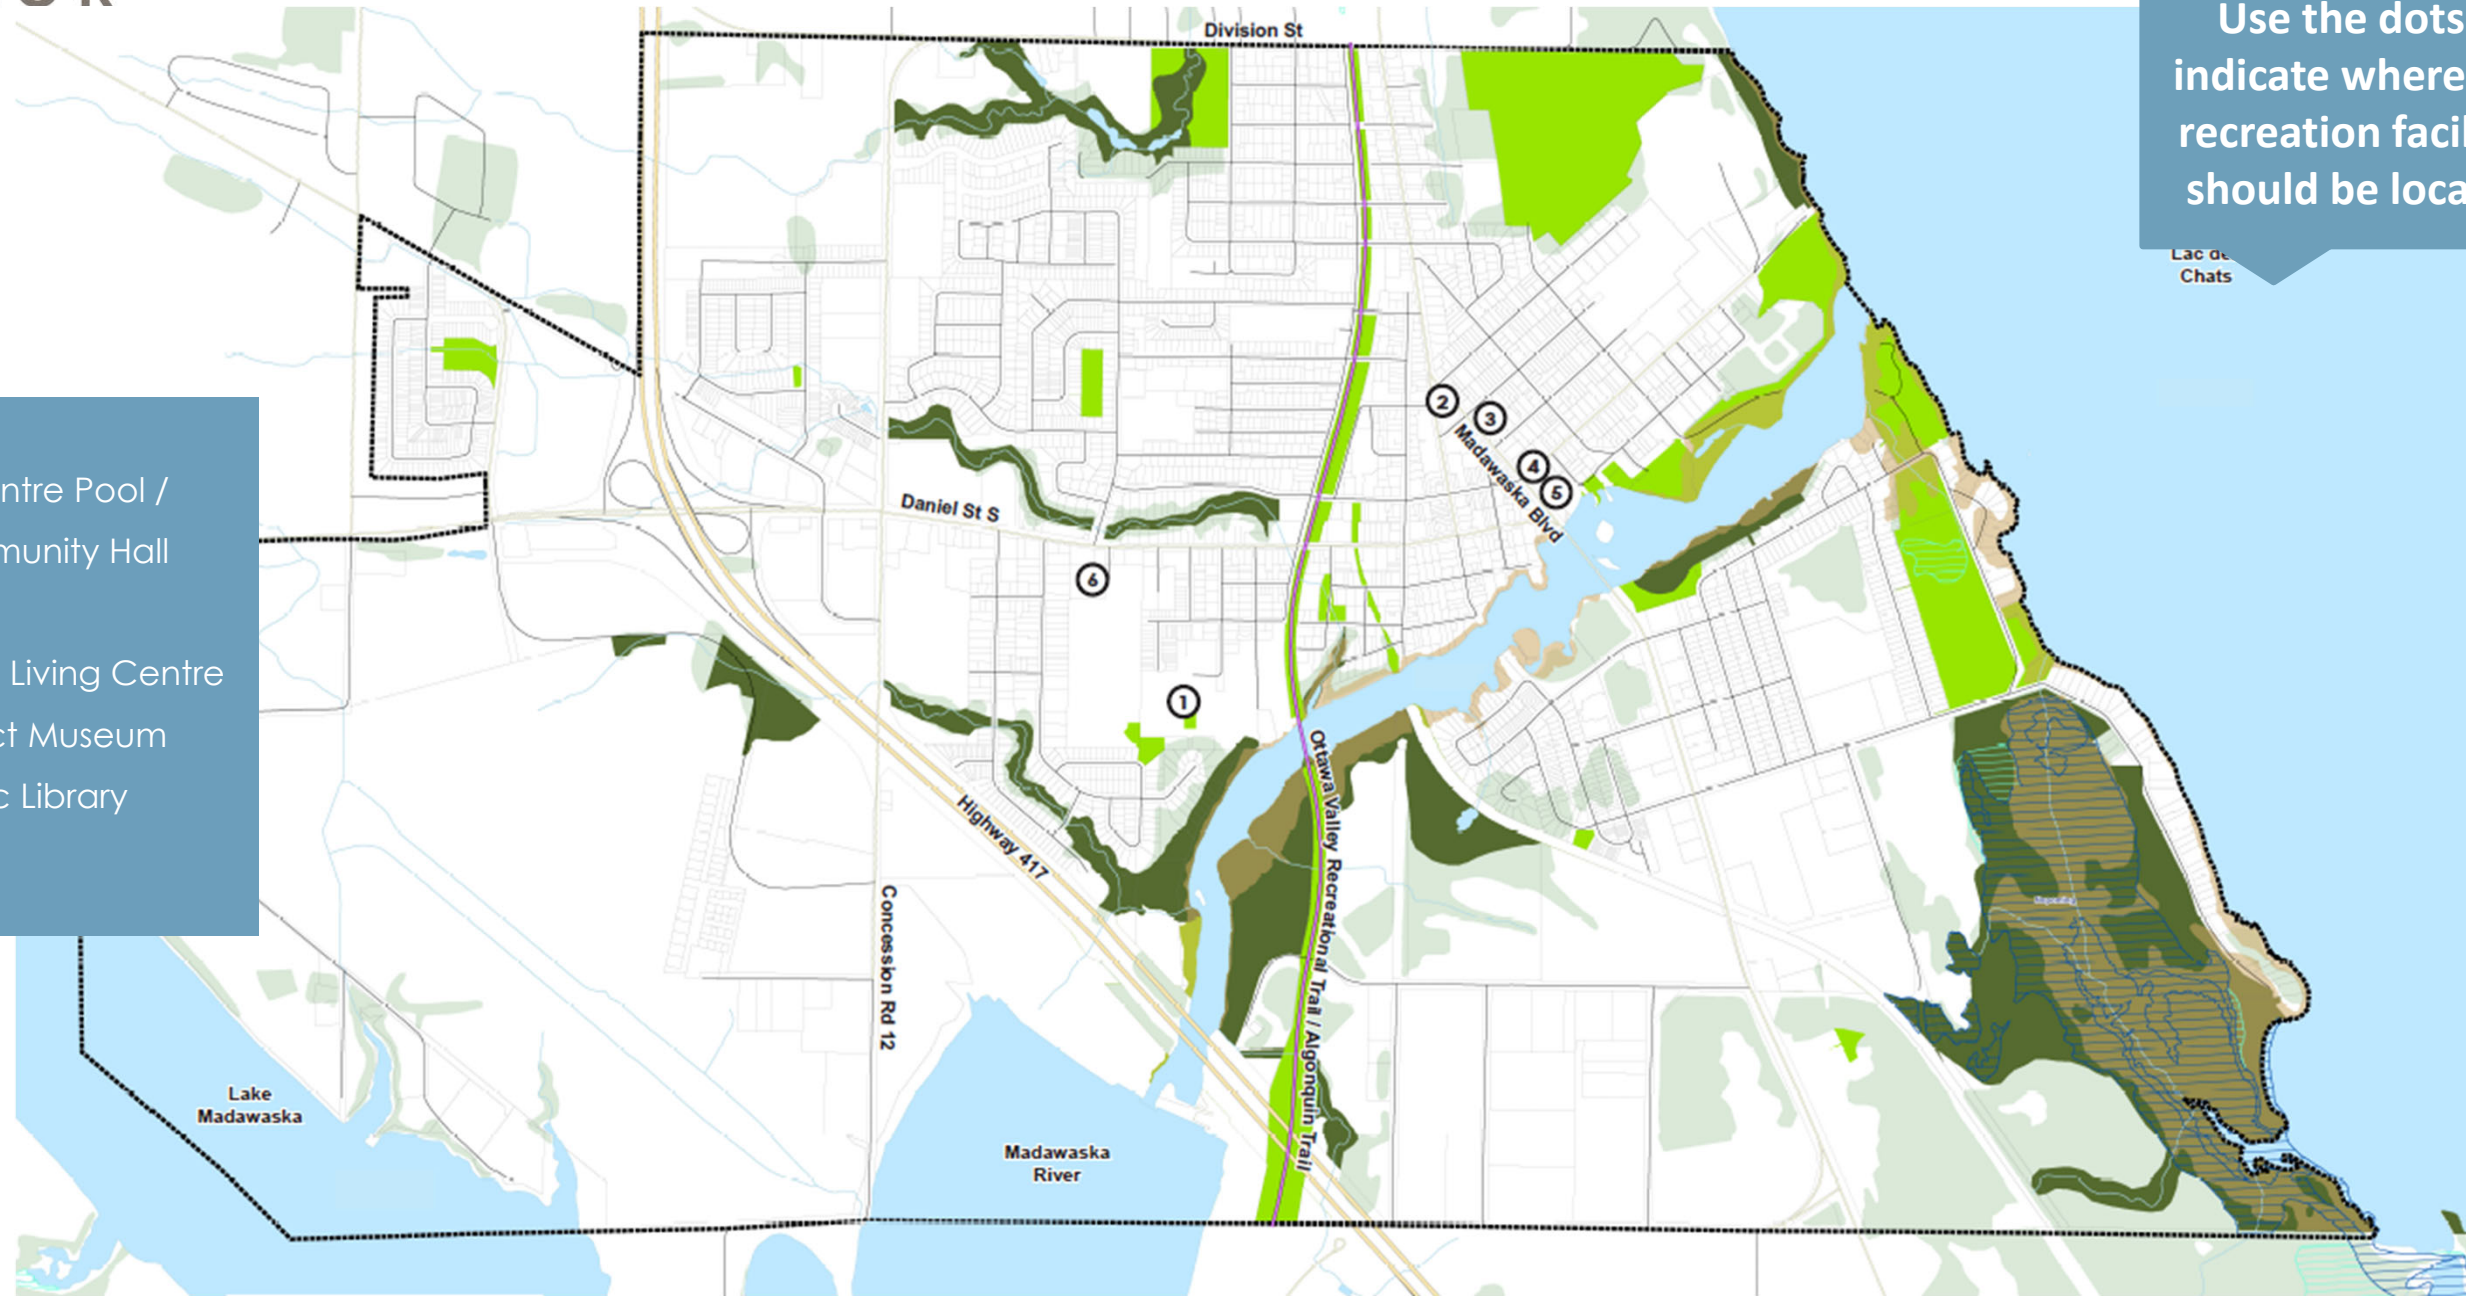 Division St
Use the dots
indicate where
recreation facil
should be loca
Lac de
Chats
2
3
Madawaska Blvd
4
5
ntre Pool /
munity Hall
Living Centre
ct Museum
c Library
Daniel St S
6
1
Ottawa Valley Recreational Trail / Algonquin Trail
Highway 417
Concession Rd 12
Lake
Madawaska
Madawaska
River